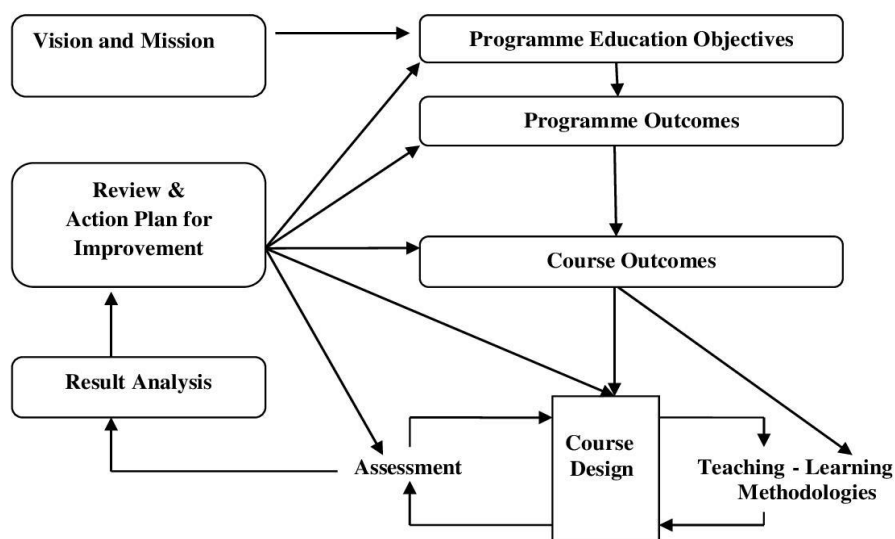 Vision and Mission
Programme Education Objectives
Programme Outcomes
Review &
Action Plan for
Improvement
Course Outcomes
Result Analysis
Assessment
Course
Design
Teaching - Learning
Methodologies